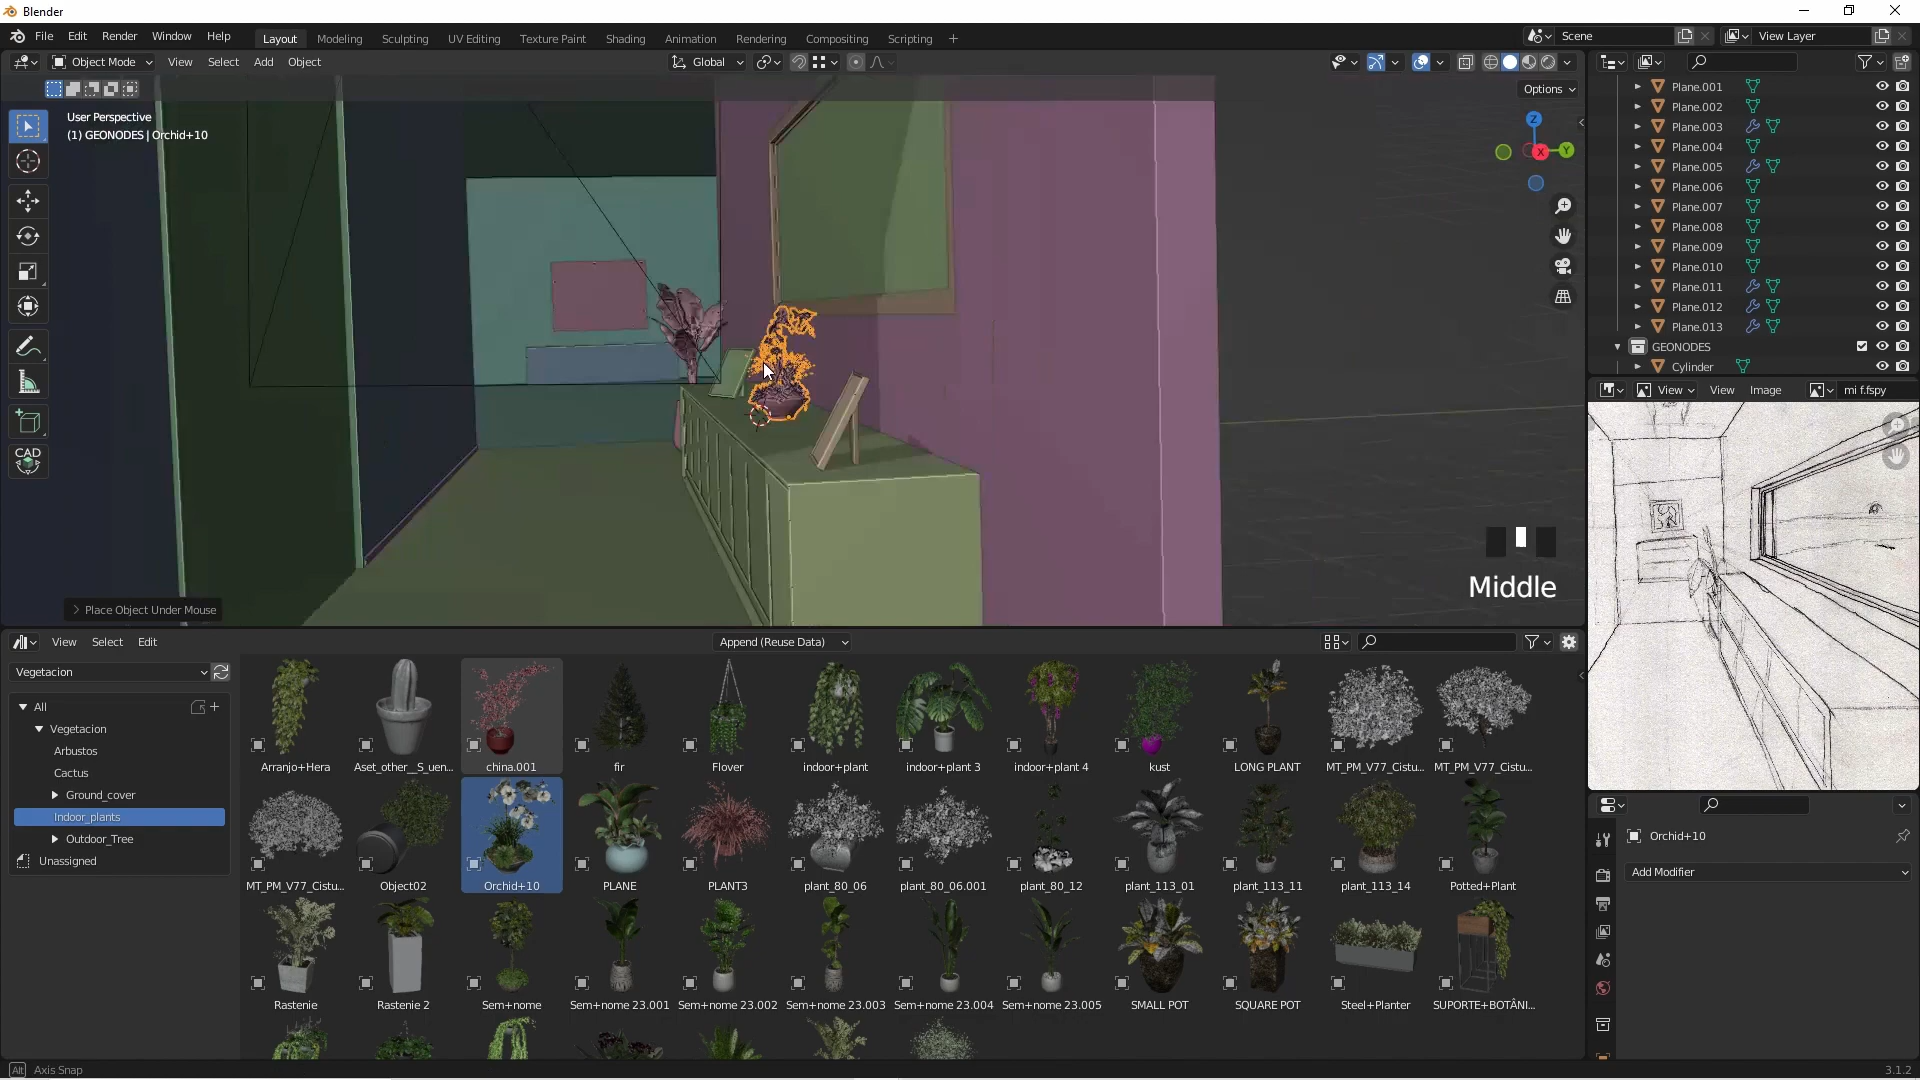 Blender
File Edit Render Window Help
Layout Modeling Sculpting UV Editing Texture Paint Shading Animation Rendering Compositing Scripting +
Scene
View Layer
Object Mode View Select Add Object
Global
Options
User Perspective
(1) GEONODES | Orchid+10
Z
Y
X
CAD
Plane.001
Plane.002
Plane.003
Plane.004
Plane.005
Plane.006
Plane.007
Plane.008
Plane.009
Plane.010
Plane.011
Plane.012
Plane.013
GEONODES
Cylinder
View View Image mi f.fspy
Middle
Place Object Under Mouse
View Select Edit
Append (Reuse Data)
Vegetacion
All
Vegetacion
Arbustos
Cactus
Ground_cover
Indoor_plants
Outdoor_Tree
Unassigned
Arranjo+Hera Aset_other__S_uen... china.001 fir Flover indoor+plant indoor+plant 3 indoor+plant 4 kust LONG PLANT MT_PM_V77_Cistu... MT_PM_V77_Cistu...
MT_PM_V77_Cistu... Object02 Orchid+10 PLANE PLANT3 plant_80_06 plant_80_06.001 plant_80_12 plant_113_01 plant_113_11 plant_113_14 Potted+Plant
Rastenie Rastenie 2 Sem+nome Sem+nome 23.001 Sem+nome 23.002 Sem+nome 23.003 Sem+nome 23.004 Sem+nome 23.005 SMALL POT SQUARE POT Steel+Planter SUPORTE+BOTÂNI...
Orchid+10
Add Modifier
Alt Axis Snap
3.1.2